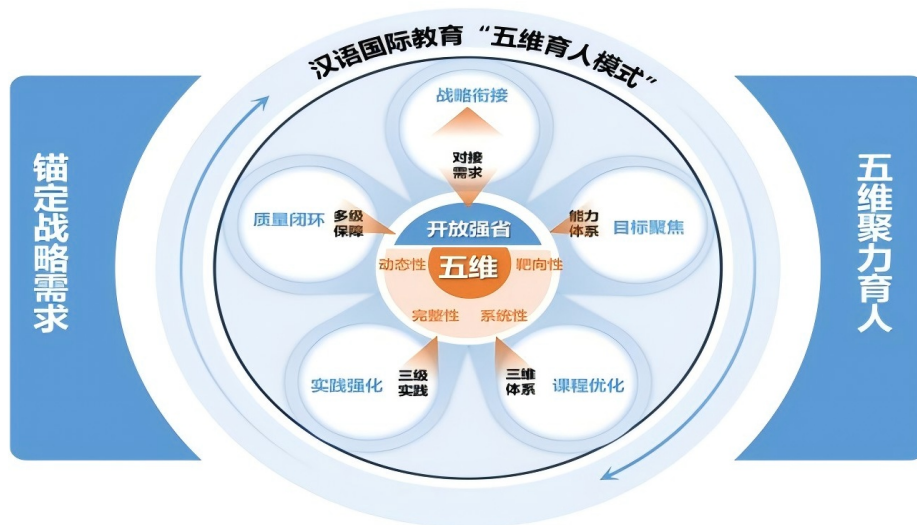 汉语国际教育“五维育人模式”
锚定战略需求
战略衔接
对接
需求
质量闭环
多级
保障
能力
体系
目标聚焦
开放强省
五维
动态性
靶向性
完整性
系统性
实践强化
三级
实践
三维
体系
课程优化
五维聚力育人